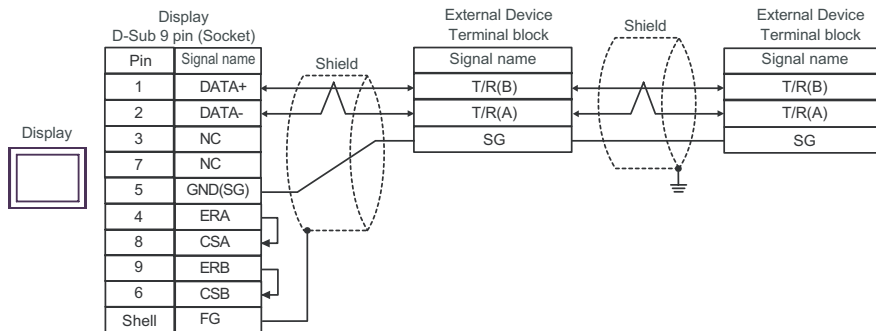 Display
D-Sub 9 pin (Socket)
Pin Signal name
1 DATA+
2 DATA-
3 NC
7 NC
5 GND(SG)
4 ERA
8 CSA
9 ERB
6 CSB
Shell FG
Display
Shield
External Device
Terminal block
Signal name
T/R(B)
T/R(A)
SG
Shield
External Device
Terminal block
Signal name
T/R(B)
T/R(A)
SG